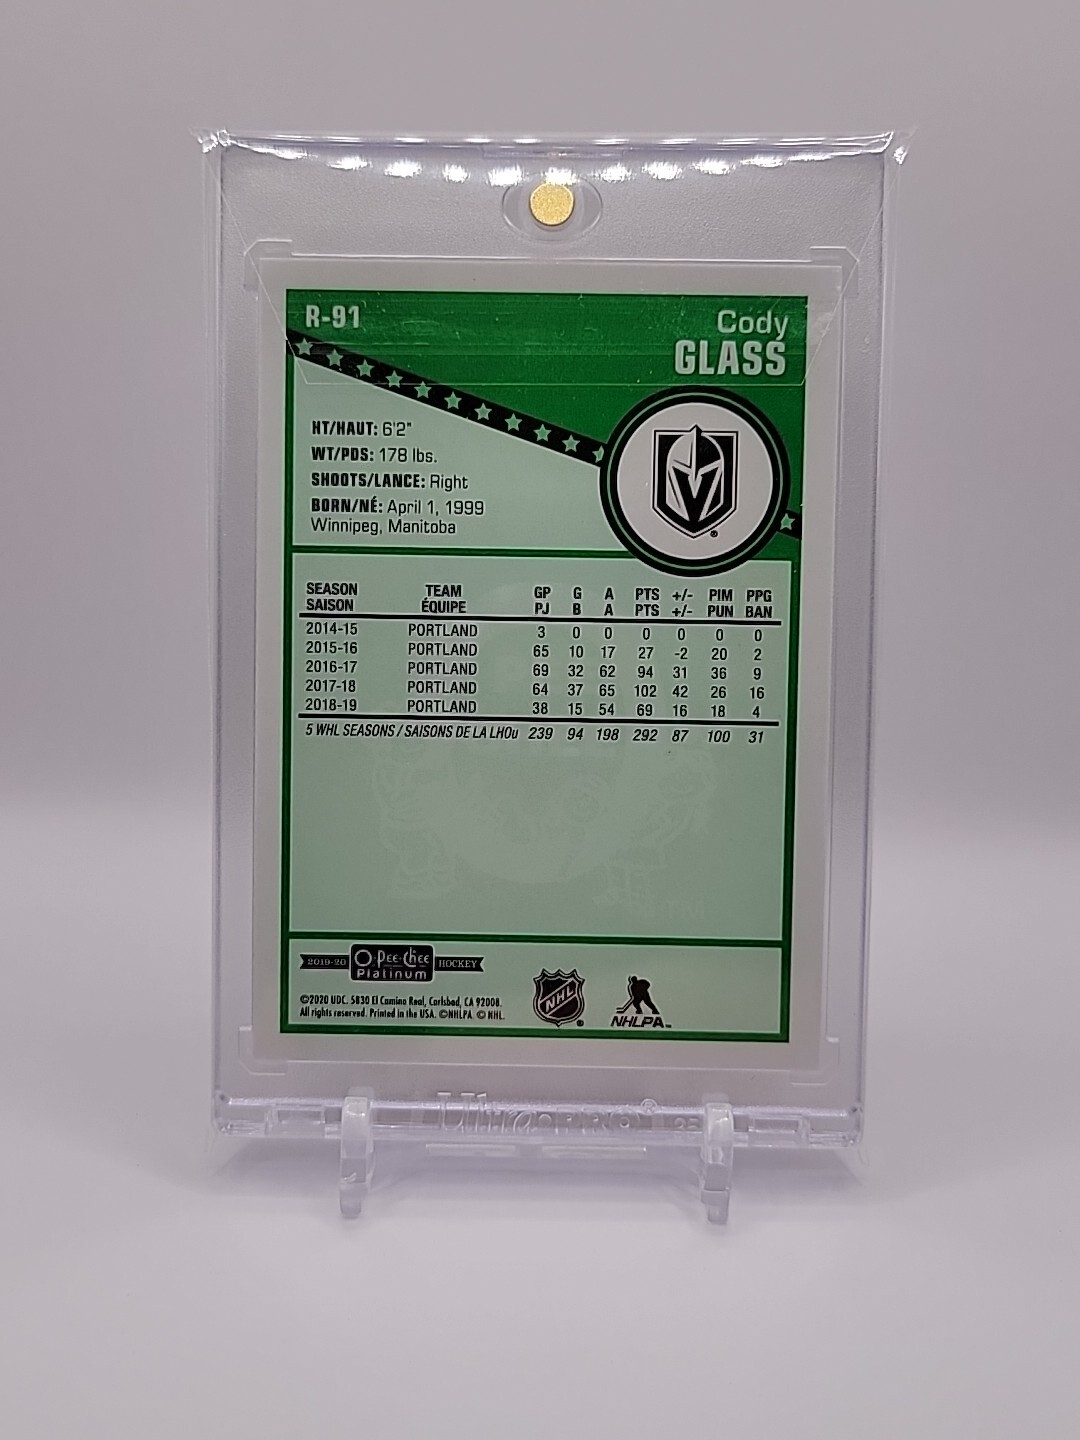 R-91
Cody
GLASS
HT/HAUT: 6'2"
WT/PDS: 178 lbs.
SHOOTS/LANCE: Right
BORN/NÉ: April 1, 1999
Winnipeg, Manitoba
SEASON TEAM GP G A PTS +/- PIM PPG
SAISON ÉQUIPE PJ B A PTS +/- PUN BAN
2014-15 PORTLAND 3 0 0 0 0 0 0
2015-16 PORTLAND 65 10 17 27 -2 20 2
2016-17 PORTLAND 69 32 62 94 31 36 9
2017-18 PORTLAND 64 37 65 102 42 26 16
2018-19 PORTLAND 38 15 54 69 16 18 4
5 WHL SEASONS / SAISONS DE LA LHOu 239 94 198 292 87 100 31
2019-20 O-Pee-Chee Platinum HOCKEY
©2020 UDC. 5830 El Camino Real, Carlsbad, CA 92008.
All rights reserved. Printed in the USA. ©NHLPA. © NHL.
NHL ®
NHLPA™
Ultra PRO®